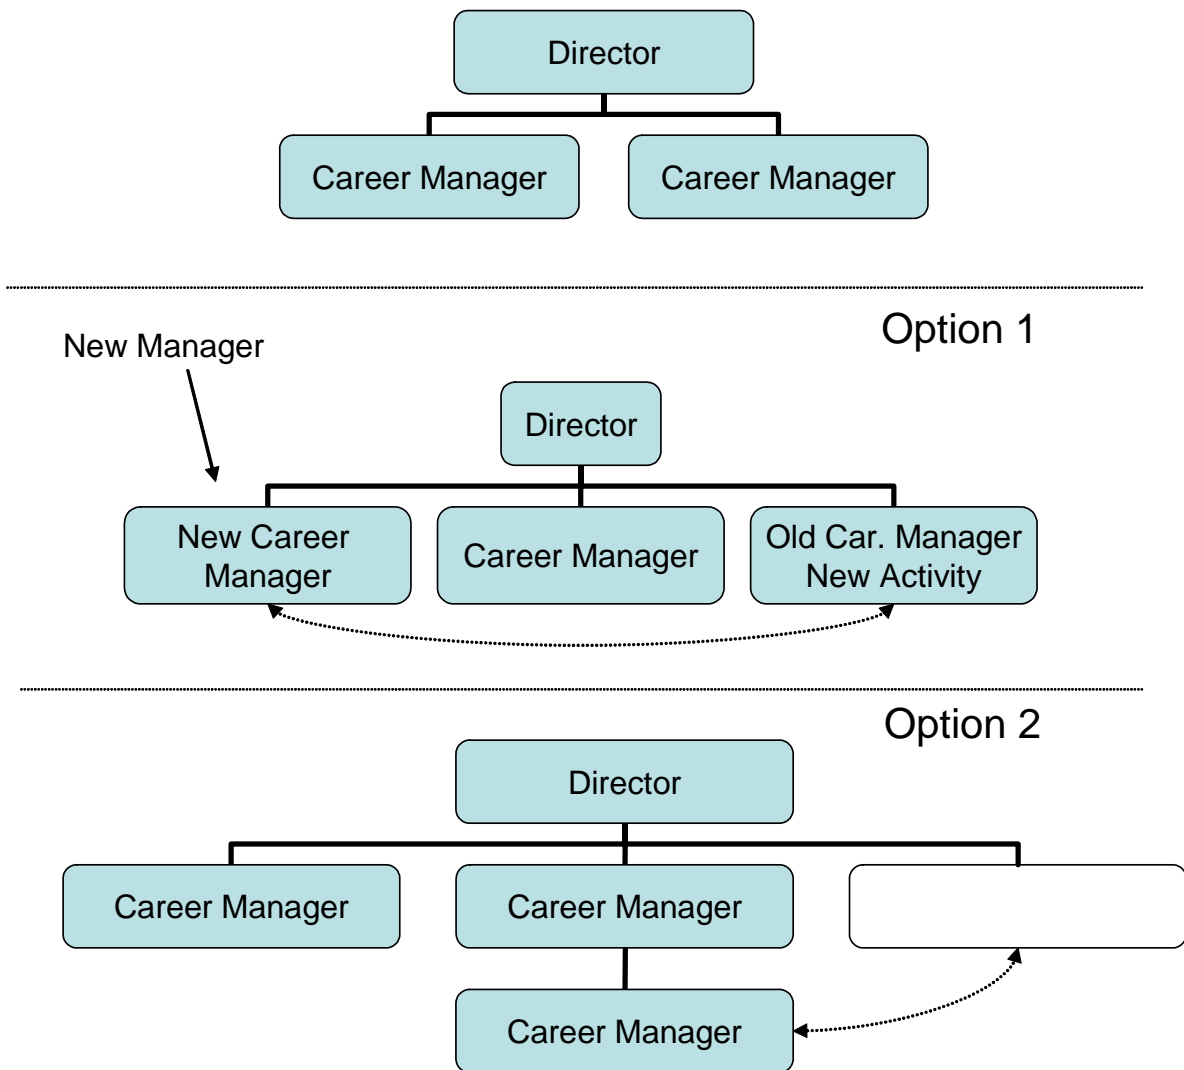 Director
Career Manager
Career Manager
Option 1
New Manager
Director
New Career
Manager
Career Manager
Old Car. Manager
New Activity
Option 2
Director
Career Manager
Career Manager
Career Manager